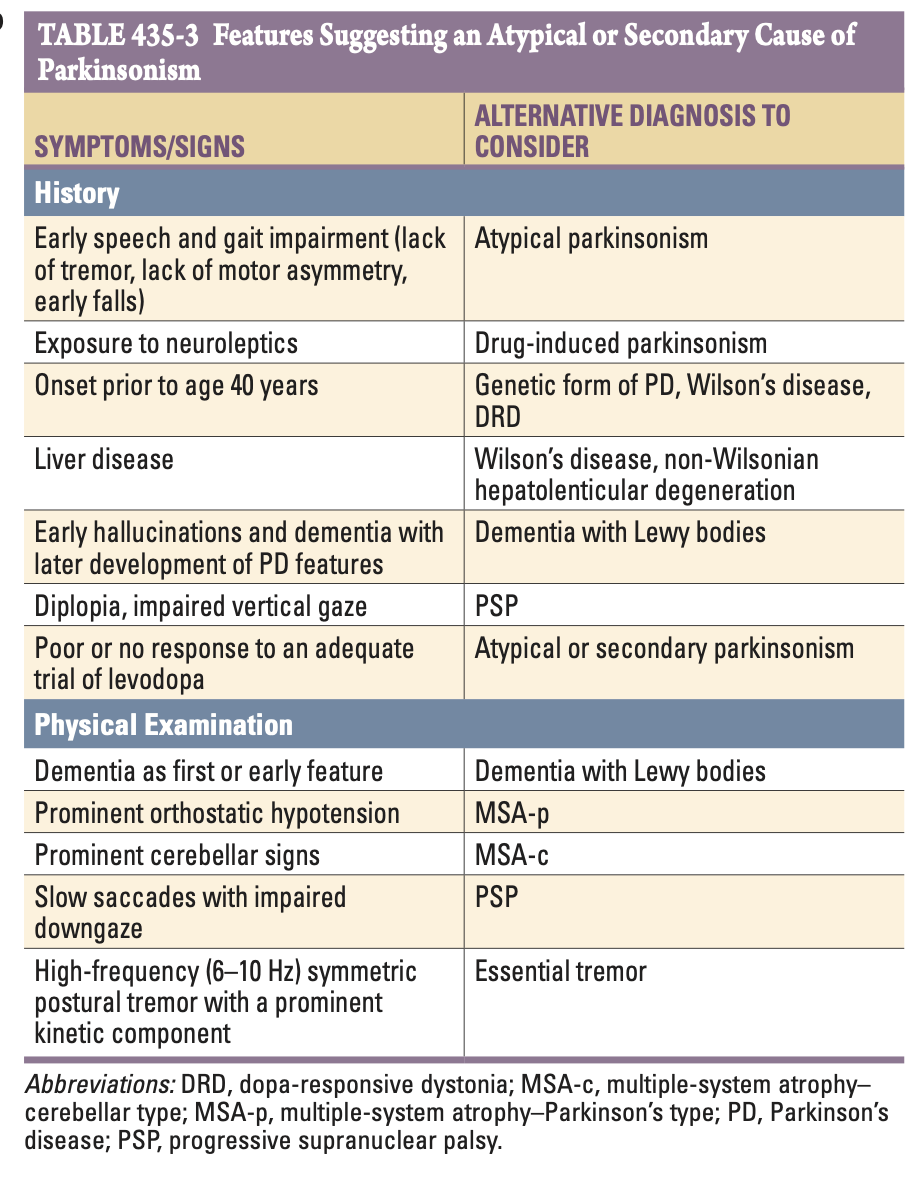 TABLE 435-3 Features Suggesting an Atypical or Secondary Cause of
Parkinsonism
SYMPTOMS/SIGNS
ALTERNATIVE DIAGNOSIS TO
CONSIDER
History
Early speech and gait impairment (lack
of tremor, lack of motor asymmetry,
early falls)
Atypical parkinsonism
Exposure to neuroleptics
Drug-induced parkinsonism
Onset prior to age 40 years
Genetic form of PD, Wilson’s disease,
DRD
Liver disease
Wilson’s disease, non-Wilsonian
hepatolenticular degeneration
Early hallucinations and dementia with
later development of PD features
Dementia with Lewy bodies
Diplopia, impaired vertical gaze
PSP
Poor or no response to an adequate
trial of levodopa
Atypical or secondary parkinsonism
Physical Examination
Dementia as first or early feature
Dementia with Lewy bodies
Prominent orthostatic hypotension
MSA-p
Prominent cerebellar signs
MSA-c
Slow saccades with impaired
downgaze
PSP
High-frequency (6–10 Hz) symmetric
postural tremor with a prominent
kinetic component
Essential tremor
Abbreviations: DRD, dopa-responsive dystonia; MSA-c, multiple-system atrophy–
cerebellar type; MSA-p, multiple-system atrophy–Parkinson’s type; PD, Parkinson’s
disease; PSP, progressive supranuclear palsy.